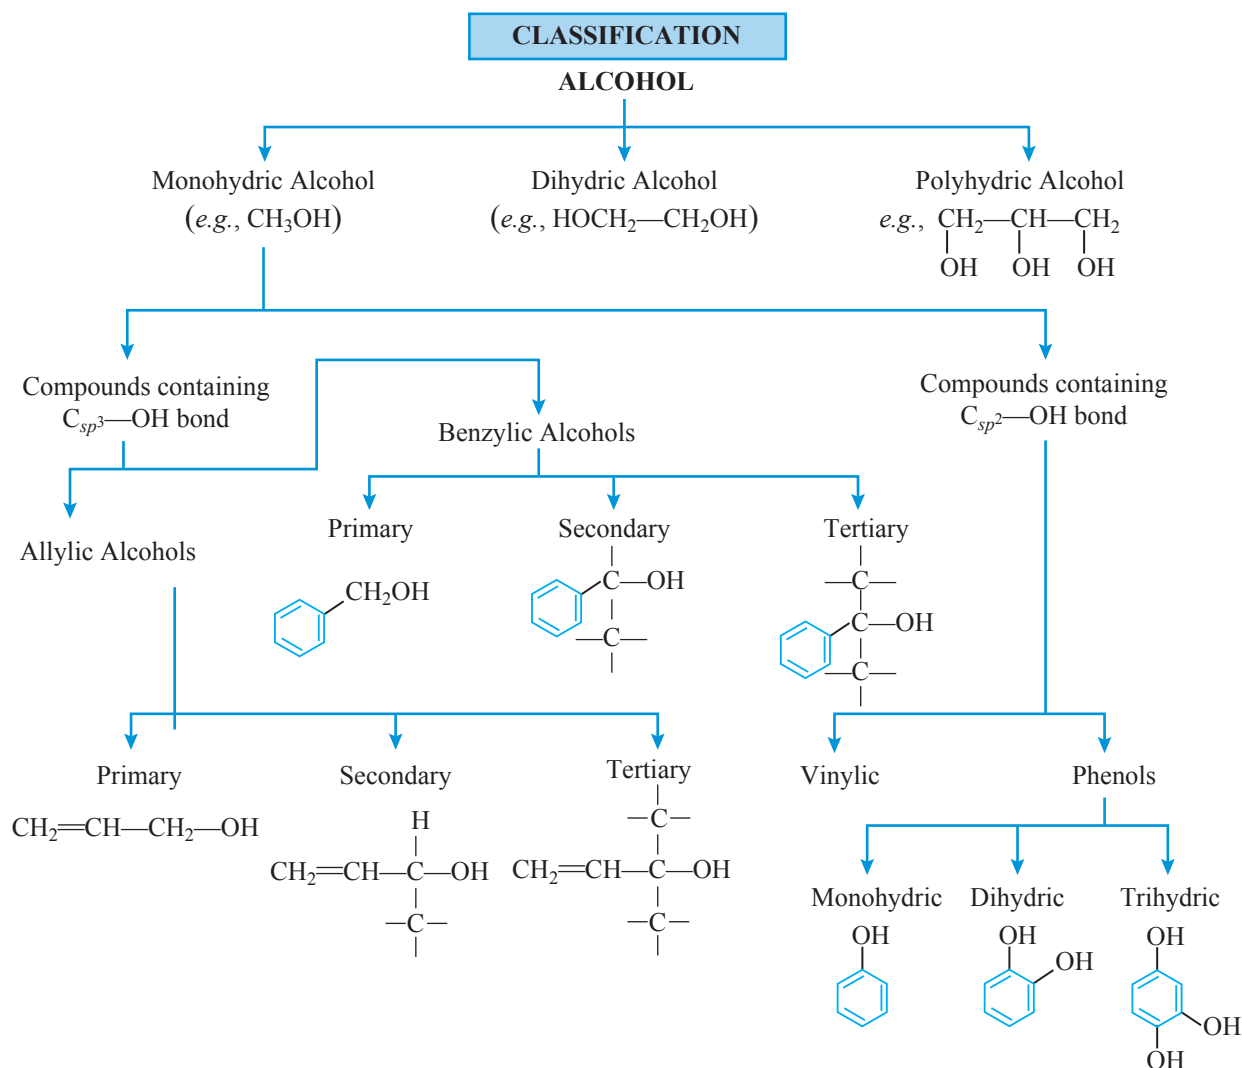 CLASSIFICATION
ALCOHOL
Monohydric Alcohol
(e.g., CH₃OH)
Dihydric Alcohol
(e.g., HOCH₂—CH₂OH)
Polyhydric Alcohol
e.g., CH₂—CH—CH₂
OH OH OH
Compounds containing
C_sp³—OH bond
Compounds containing
C_sp²—OH bond
Benzylic Alcohols
Primary
CH₂OH
Secondary
C—OH
—C—
Tertiary
—C—
C—OH
—C—
Allylic Alcohols
Primary
CH₂=CH—CH₂—OH
Secondary
H
CH₂=CH—C—OH
—C—
Tertiary
—C—
CH₂=CH—C—OH
—C—
Vinylic
Phenols
Monohydric
OH
Dihydric
OH
OH
Trihydric
OH
OH
OH